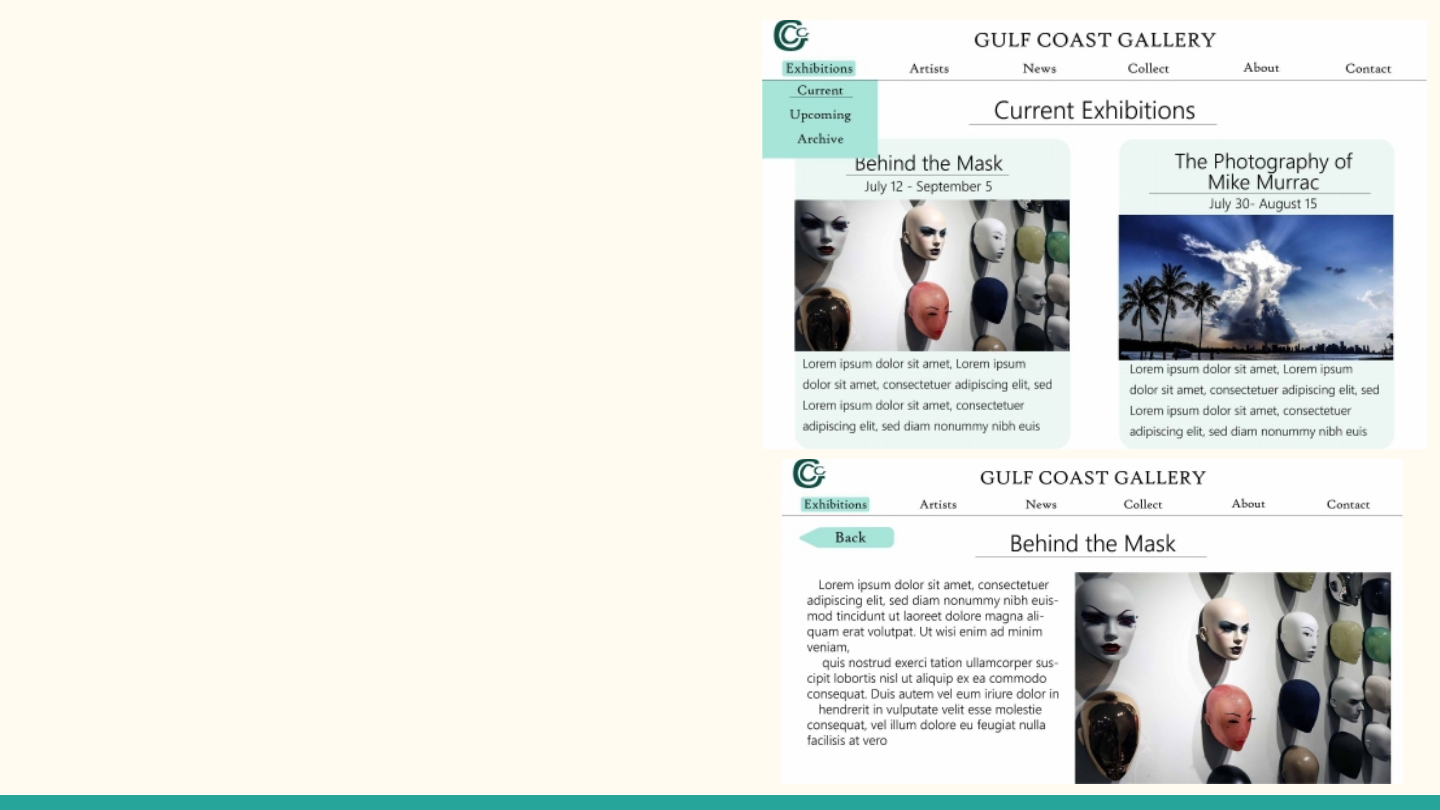 GULF COAST GALLERY
Exhibitions Artists News Collect About Contact
Current
Upcoming
Archive
Current Exhibitions
Behind the Mask
July 12 - September 5
Lorem ipsum dolor sit amet, Lorem ipsum
dolor sit amet, consectetuer adipiscing elit, sed
Lorem ipsum dolor sit amet, consectetuer
adipiscing elit, sed diam nonummy nibh euis
The Photography of
Mike Murrac
July 30- August 15
Lorem ipsum dolor sit amet, Lorem ipsum
dolor sit amet, consectetuer adipiscing elit, sed
Lorem ipsum dolor sit amet, consectetuer
adipiscing elit, sed diam nonummy nibh euis
GULF COAST GALLERY
Exhibitions Artists News Collect About Contact
Back
Behind the Mask
Lorem ipsum dolor sit amet, consectetuer
adipiscing elit, sed diam nonummy nibh euis-
mod tincidunt ut laoreet dolore magna ali-
quam erat volutpat. Ut wisi enim ad minim
veniam,
quis nostrud exerci tation ullamcorper sus-
cipit lobortis nisl ut aliquip ex ea commodo
consequat. Duis autem vel eum iriure dolor in
hendrerit in vulputate velit esse molestie
consequat, vel illum dolore eu feugiat nulla
facilisis at vero